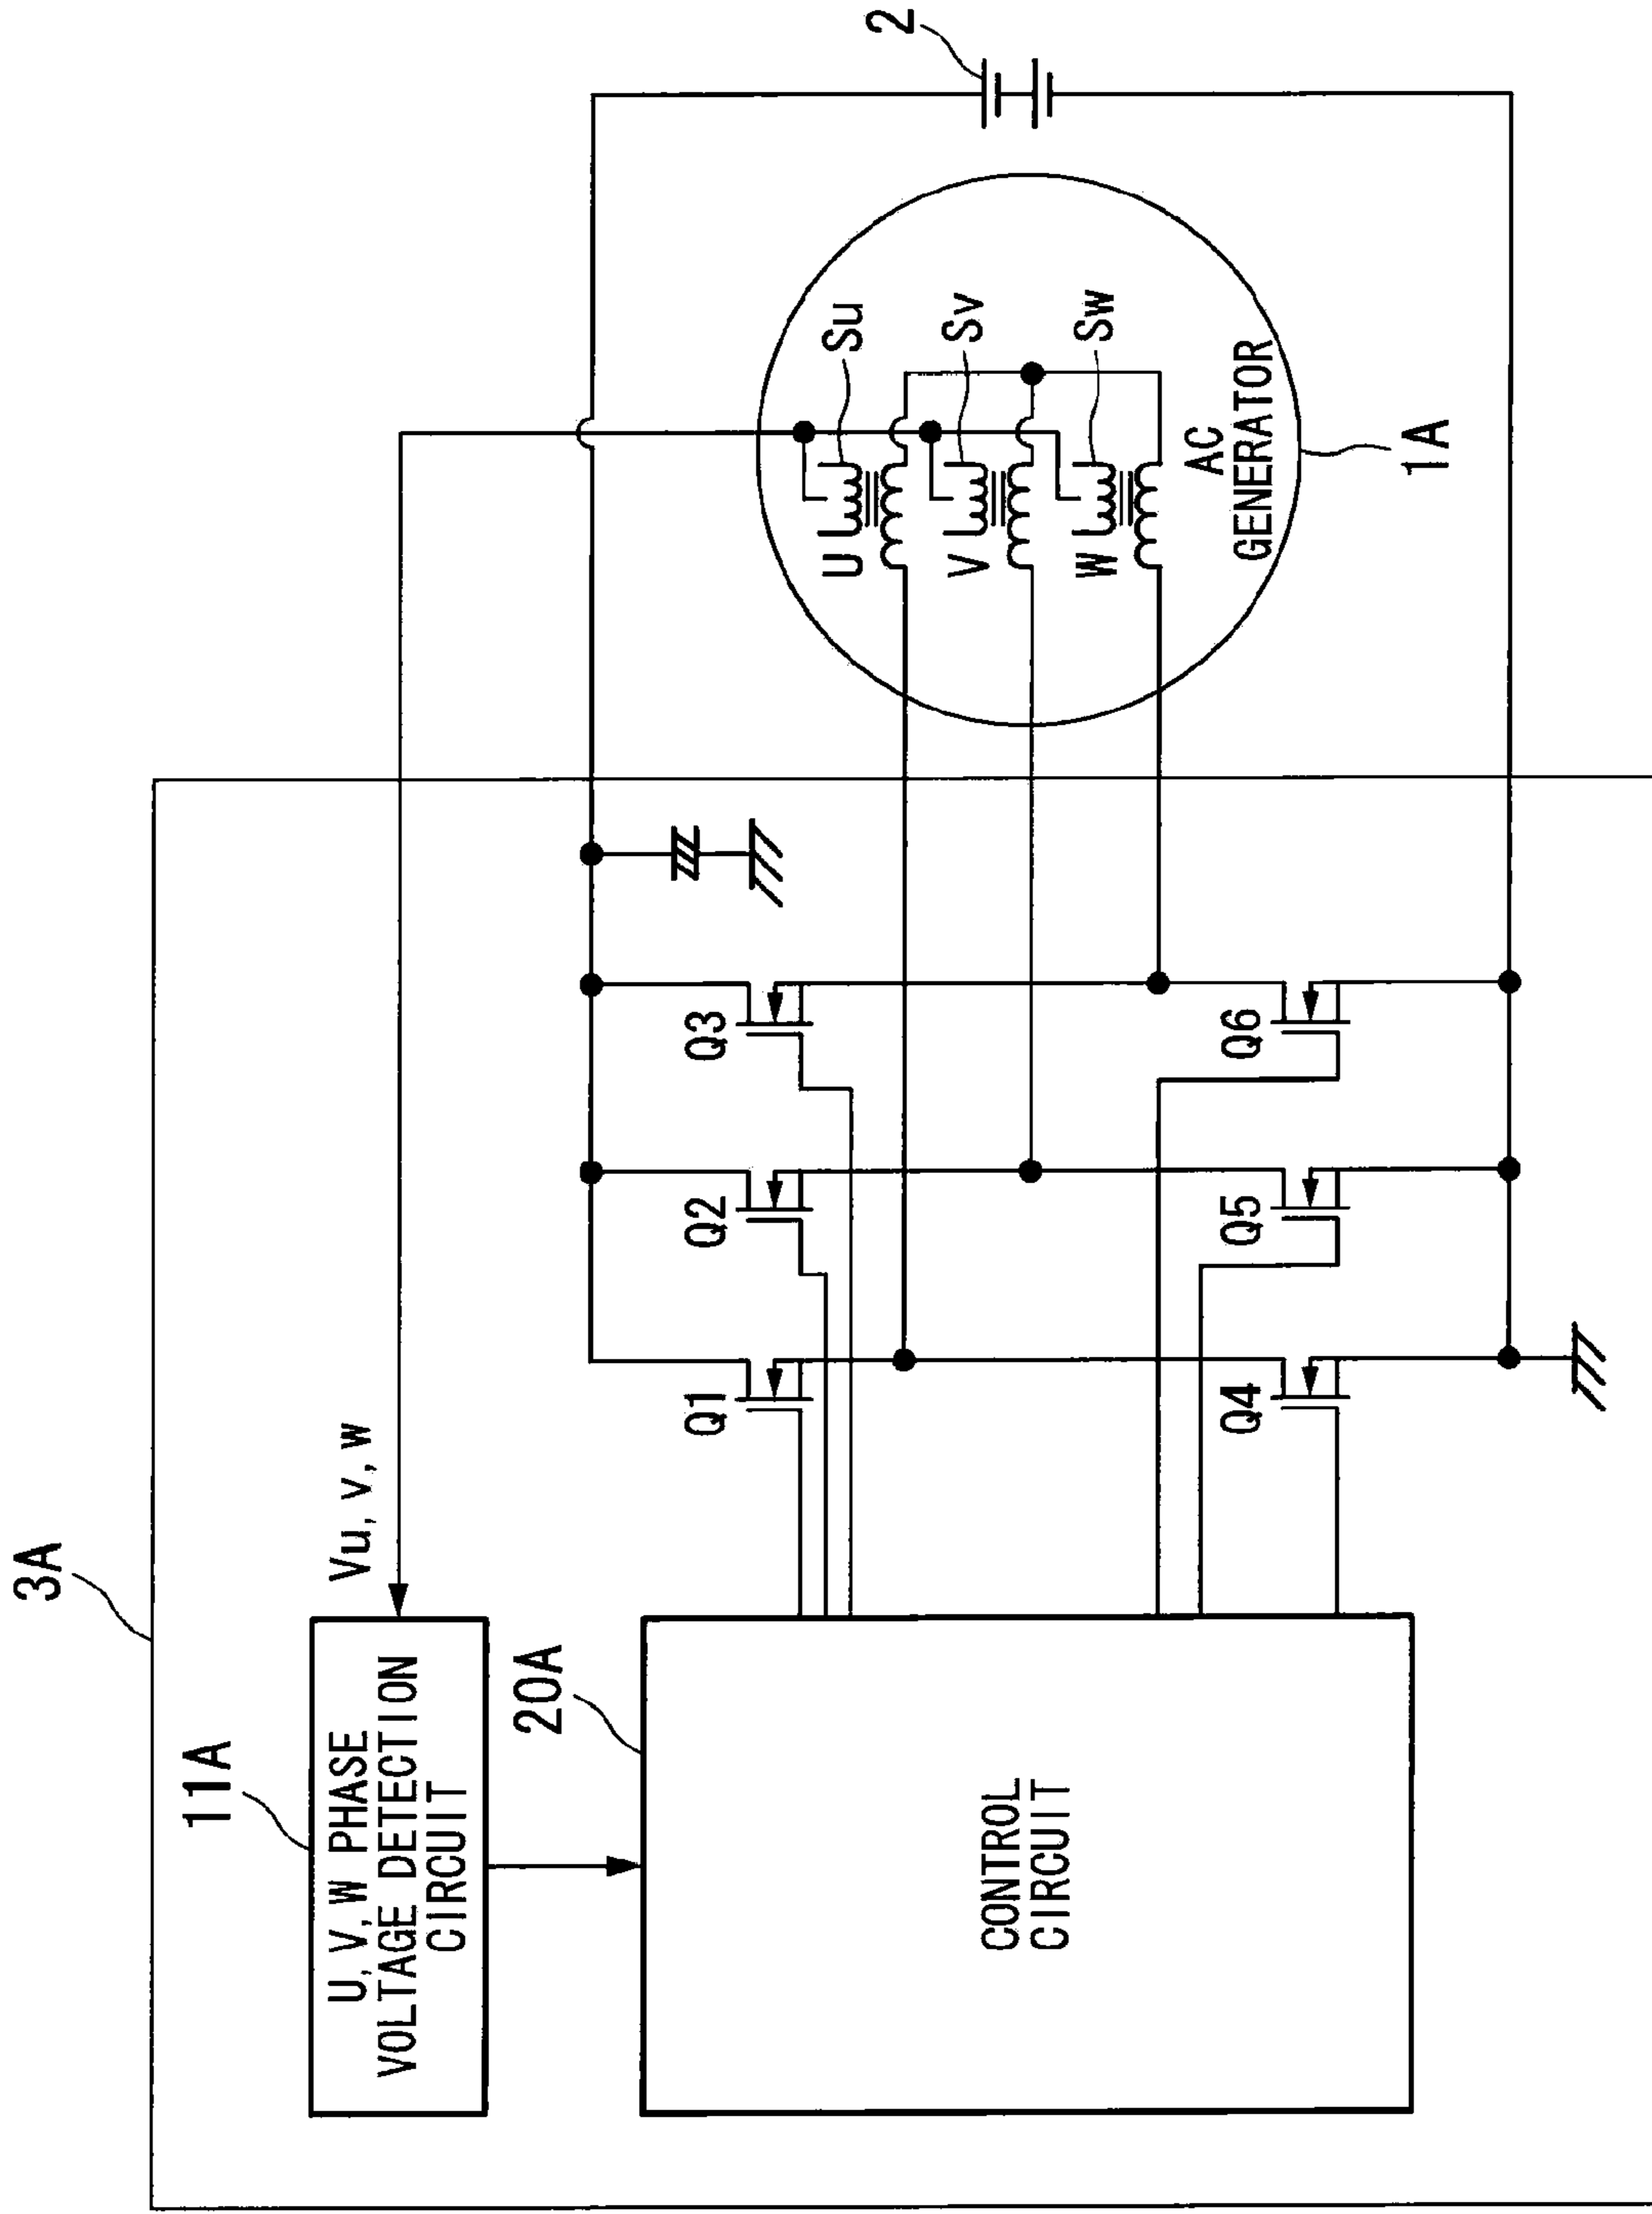 3A
11A
U, V, W PHASE
VOLTAGE DETECTION
CIRCUIT
Vu, v, w
20A
CONTROL
CIRCUIT
Q1
Q2
Q3
Q4
Q5
Q6
U
Su
V
Sv
W
Sw
AC
GENERATOR
1A
2